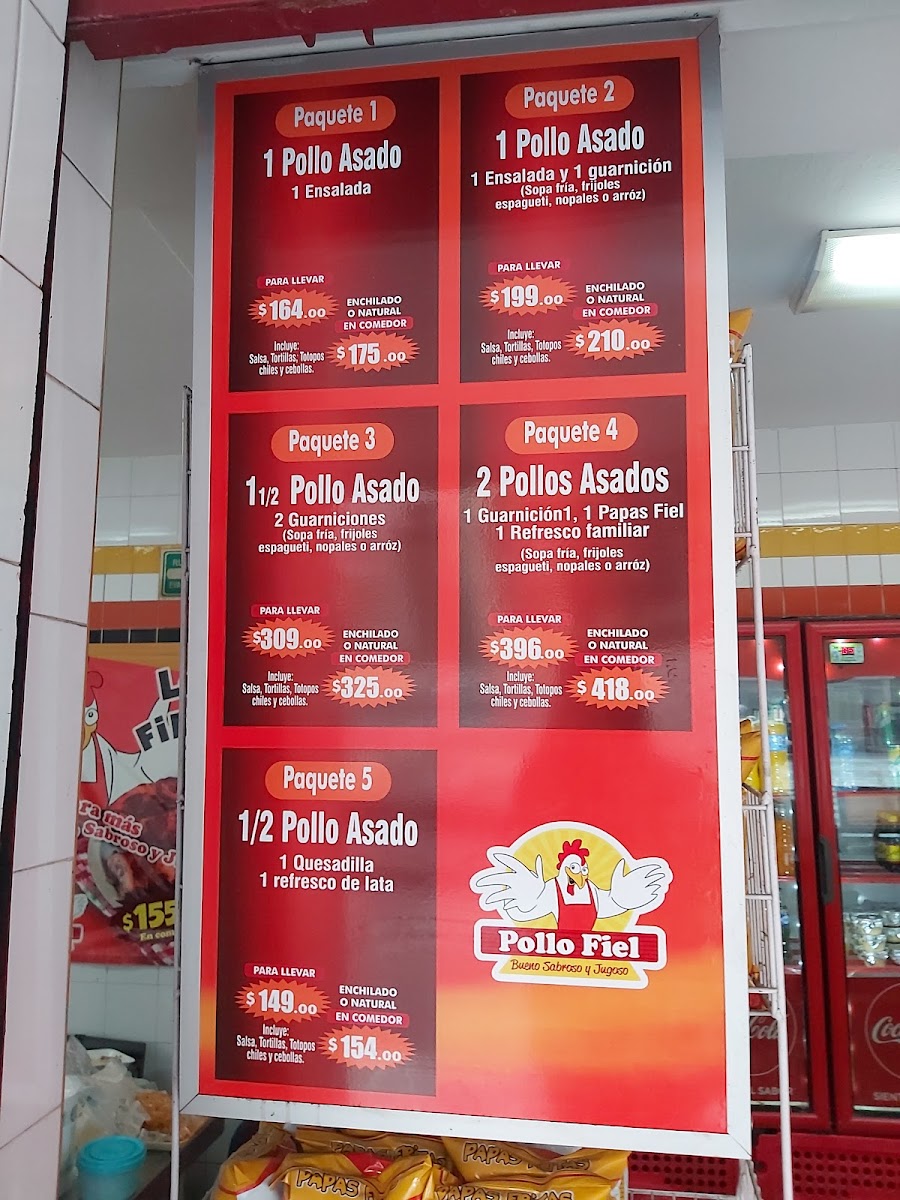 Paquete 1
1 Pollo Asado
1 Ensalada
PARA LLEVAR
$164.00
ENCHILADO
O NATURAL
EN COMEDOR
$175.00
Incluye:
Salsa, Tortillas, Totopos
chiles y cebollas.
Paquete 2
1 Pollo Asado
1 Ensalada y 1 guarnición
(Sopa fría, frijoles
espagueti, nopales o arróz)
PARA LLEVAR
$199.00
ENCHILADO
O NATURAL
EN COMEDOR
$210.00
Incluye:
Salsa, Tortillas, Totopos
chiles y cebollas.
Paquete 3
1 1/2 Pollo Asado
2 Guarniciones
(Sopa fría, frijoles
espagueti, nopales o arróz)
PARA LLEVAR
$309.00
ENCHILADO
O NATURAL
EN COMEDOR
$325.00
Incluye:
Salsa, Tortillas, Totopos
chiles y cebollas.
Paquete 4
2 Pollos Asados
1 Guarnición1, 1 Papas Fiel
1 Refresco familiar
(Sopa fría, frijoles
espagueti, nopales o arróz)
PARA LLEVAR
$396.00
ENCHILADO
O NATURAL
EN COMEDOR
$418.00
Incluye:
Salsa, Tortillas, Totopos
chiles y cebollas.
Paquete 5
1/2 Pollo Asado
1 Quesadilla
1 refresco de lata
PARA LLEVAR
$149.00
ENCHILADO
O NATURAL
EN COMEDOR
$154.00
Incluye:
Salsa, Tortillas, Totopos
chiles y cebollas.
Pollo Fiel
Bueno Sabroso y Jugoso
más
Sabroso y
$155
En
PAPAS
PAPAS